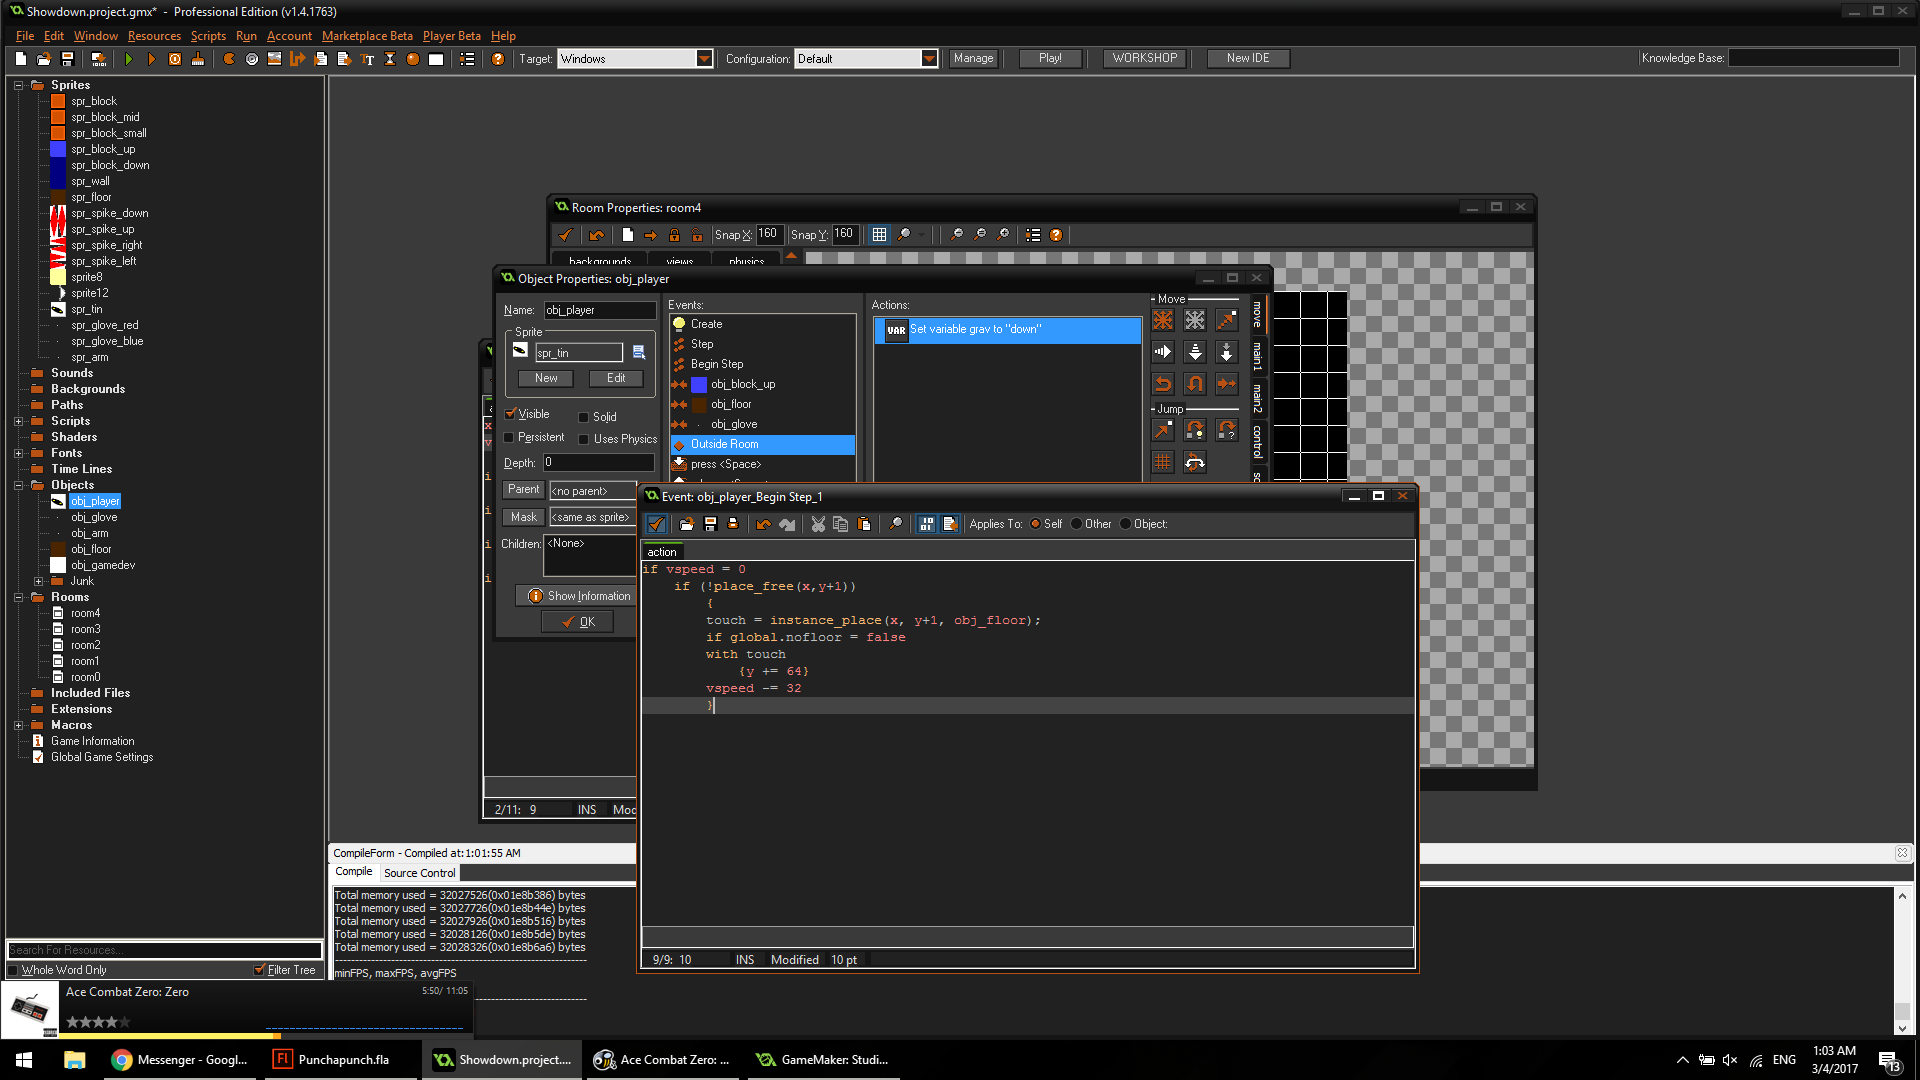 Showdown.project.gmx* - Professional Edition (v1.4.1763)
File Edit Window Resources Scripts Run Account Marketplace Beta Player Beta Help
Target: Windows Configuration: Default Manage Play! WORKSHOP New IDE Knowledge Base:
Sprites
spr_block
spr_block_mid
spr_block_small
spr_block_up
spr_block_down
spr_wall
spr_floor
spr_spike_down
spr_spike_up
spr_spike_right
spr_spike_left
sprite8
sprite12
spr_tin
spr_glove_red
spr_glove_blue
spr_arm
Sounds
Backgrounds
Paths
Scripts
Shaders
Fonts
Time Lines
Objects
obj_player
obj_glove
obj_arm
obj_floor
obj_gamedev
Junk
Rooms
room4
room3
room2
room1
room0
Included Files
Extensions
Macros
Game Information
Global Game Settings
Search For Resources...
Whole Word Only Filter Tree
Room Properties: room4
Snap X: 160 Snap Y: 160
backgrounds views physics
Object Properties: obj_player
Name: obj_player
Sprite
spr_tin
New Edit
Visible Solid
Persistent Uses Physics
Depth: 0
Parent <no parent>
Mask <same as sprite>
Children: <None>
Show Information
OK
Events:
Create
Step
Begin Step
obj_block_up
obj_floor
obj_glove
Outside Room
press <Space>
Actions:
VAR Set variable grav to "down"
Move
Jump
move
main1
main2
control
2/11: 9 INS Mod
Event: obj_player_Begin Step_1
Applies To: Self Other Object:
action
if vspeed = 0
if (!place_free(x,y+1))
{
touch = instance_place(x, y+1, obj_floor);
if global.nofloor = false
with touch
{y += 64}
vspeed -= 32
}
9/9: 10 INS Modified 10 pt
CompileForm - Compiled at:1:01:55 AM
Compile Source Control
Total memory used = 32027526(0x01e8b386) bytes
Total memory used = 32027726(0x01e8b44e) bytes
Total memory used = 32027926(0x01e8b516) bytes
Total memory used = 32028126(0x01e8b5de) bytes
Total memory used = 32028326(0x01e8b6a6) bytes
minFPS, maxFPS, avgFPS
Ace Combat Zero: Zero 5:50/ 11:05
Messenger - Googl... Punchapunch.fla Showdown.project.... Ace Combat Zero: ... GameMaker: Studi...
ENG
1:03 AM
3/4/2017
13